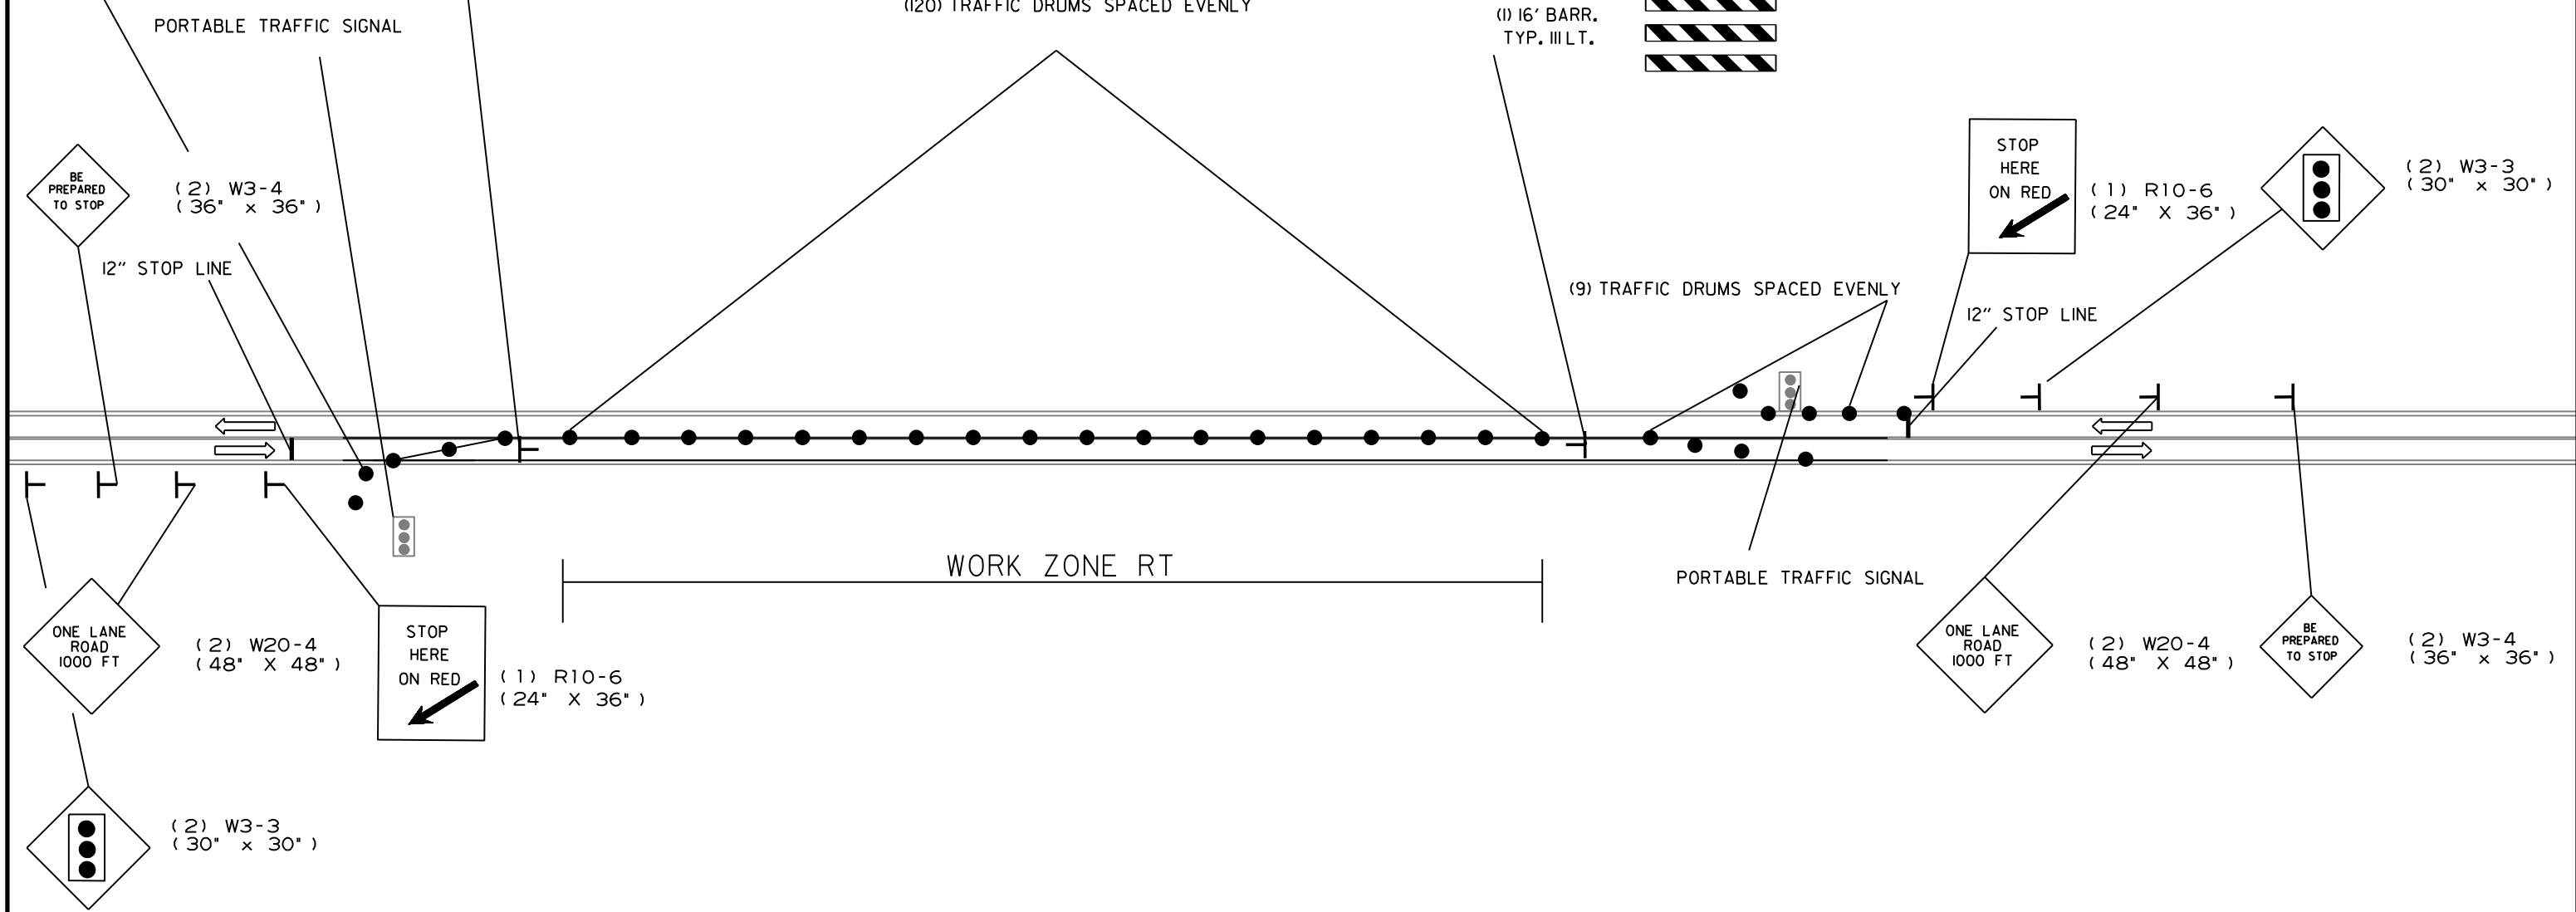 (120) TRAFFIC DRUMS SPACED EVENLY
(1) 16' BARR.
TYP. III LT.
PORTABLE TRAFFIC SIGNAL
BE
PREPARED
TO STOP
(2) W3-4
(36" x 36")
12" STOP LINE
STOP
HERE
ON RED
(1) R10-6
(24" X 36")
(2) W3-3
(30" x 30")
(9) TRAFFIC DRUMS SPACED EVENLY
12" STOP LINE
WORK ZONE RT
PORTABLE TRAFFIC SIGNAL
ONE LANE
ROAD
1000 FT
(2) W20-4
(48" X 48")
STOP
HERE
ON RED
(1) R10-6
(24" X 36")
ONE LANE
ROAD
1000 FT
(2) W20-4
(48" X 48")
BE
PREPARED
TO STOP
(2) W3-4
(36" x 36")
(2) W3-3
(30" x 30")